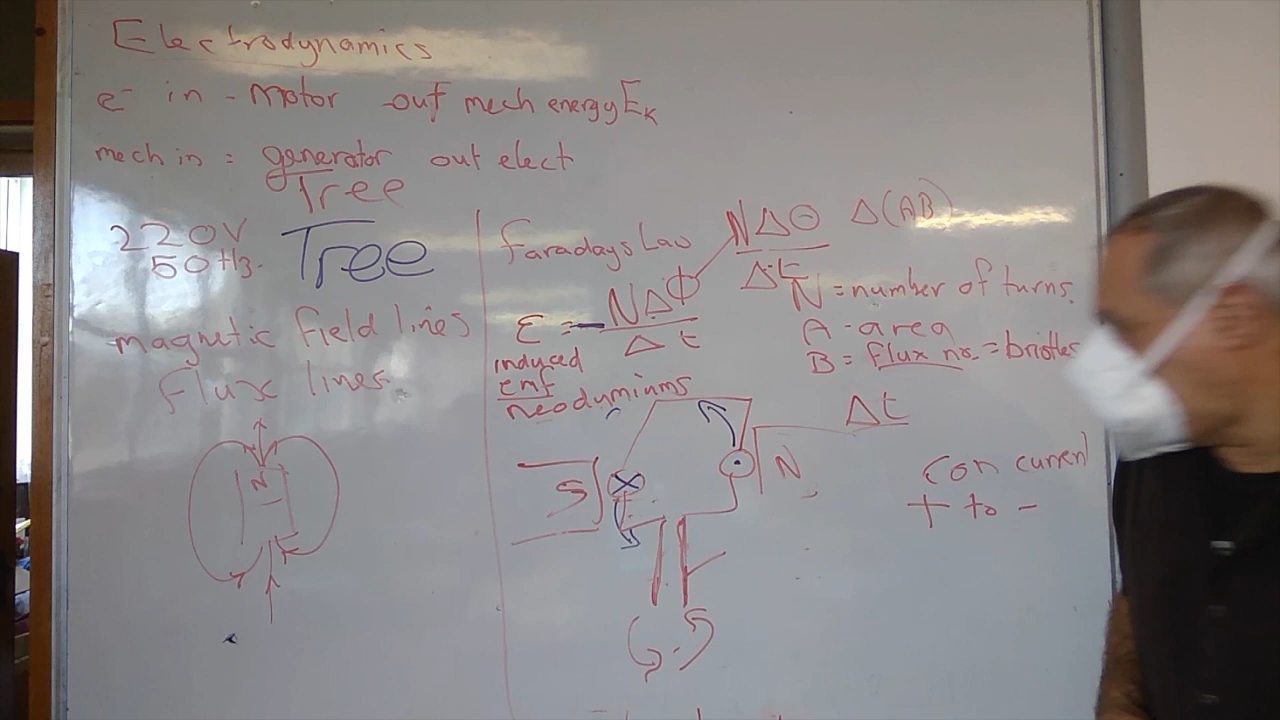 Electrodynamics
e⁻ in - motor - out mech energy Eₖ
mech in : generator out elect
Tree
220V
50Hz.
Tree
magnetic field lines
flux lines.
N
Faradays Law
NΔΘ Δ(AB)
Δt
ε = - NΔΦ
Δt
induced
emf
neodymiums
N = number of turns.
A - area
B = flux no. = bristles
Δt
S
N
Con current
+ to -